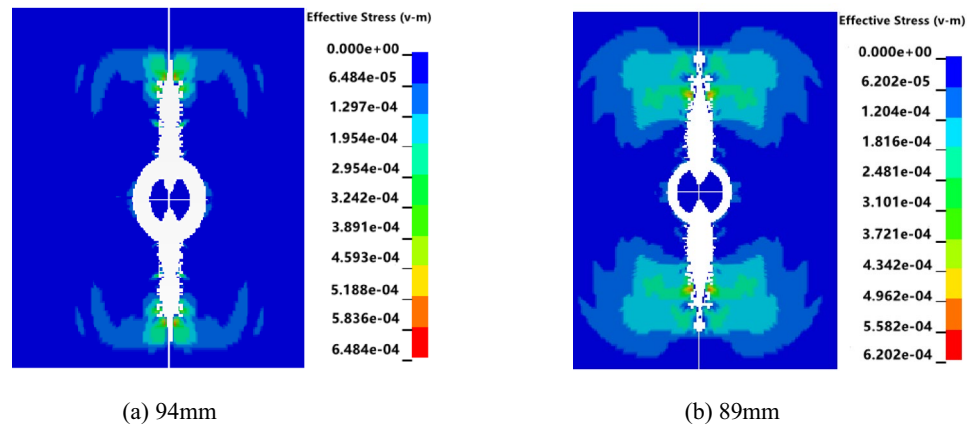 Effective Stress (v-m)
0.000e+00
6.484e-05
1.297e-04
1.954e-04
2.954e-04
3.242e-04
3.891e-04
4.593e-04
5.188e-04
5.836e-04
6.484e-04
(a) 94mm
Effective Stress (v-m)
0.000e+00
6.202e-05
1.204e-04
1.816e-04
2.481e-04
3.101e-04
3.721e-04
4.342e-04
4.962e-04
5.582e-04
6.202e-04
(b) 89mm